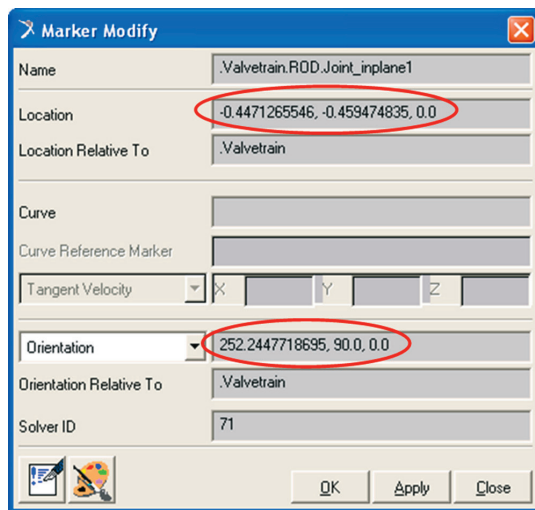 Marker Modify
Name .Valvetrain.ROD.Joint_inplane1
Location -0.4471265546, -0.459474835, 0.0
Location Relative To .Valvetrain
Curve
Curve Reference Marker
Tangent Velocity X Y Z
Orientation 252.2447718695, 90.0, 0.0
Orientation Relative To .Valvetrain
Solver ID 71
OK Apply Close